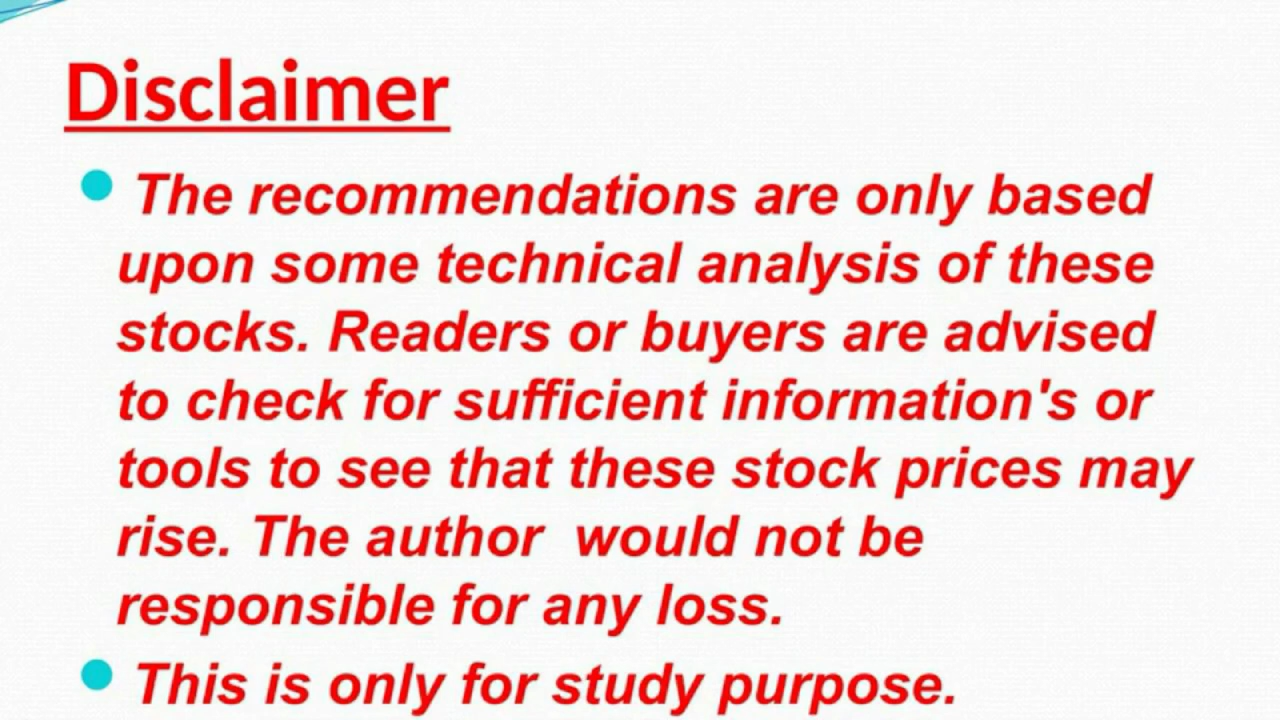 Disclaimer
The recommendations are only based
upon some technical analysis of these
stocks. Readers or buyers are advised
to check for sufficient information's or
tools to see that these stock prices may
rise. The author  would not be
responsible for any loss.
This is only for study purpose.